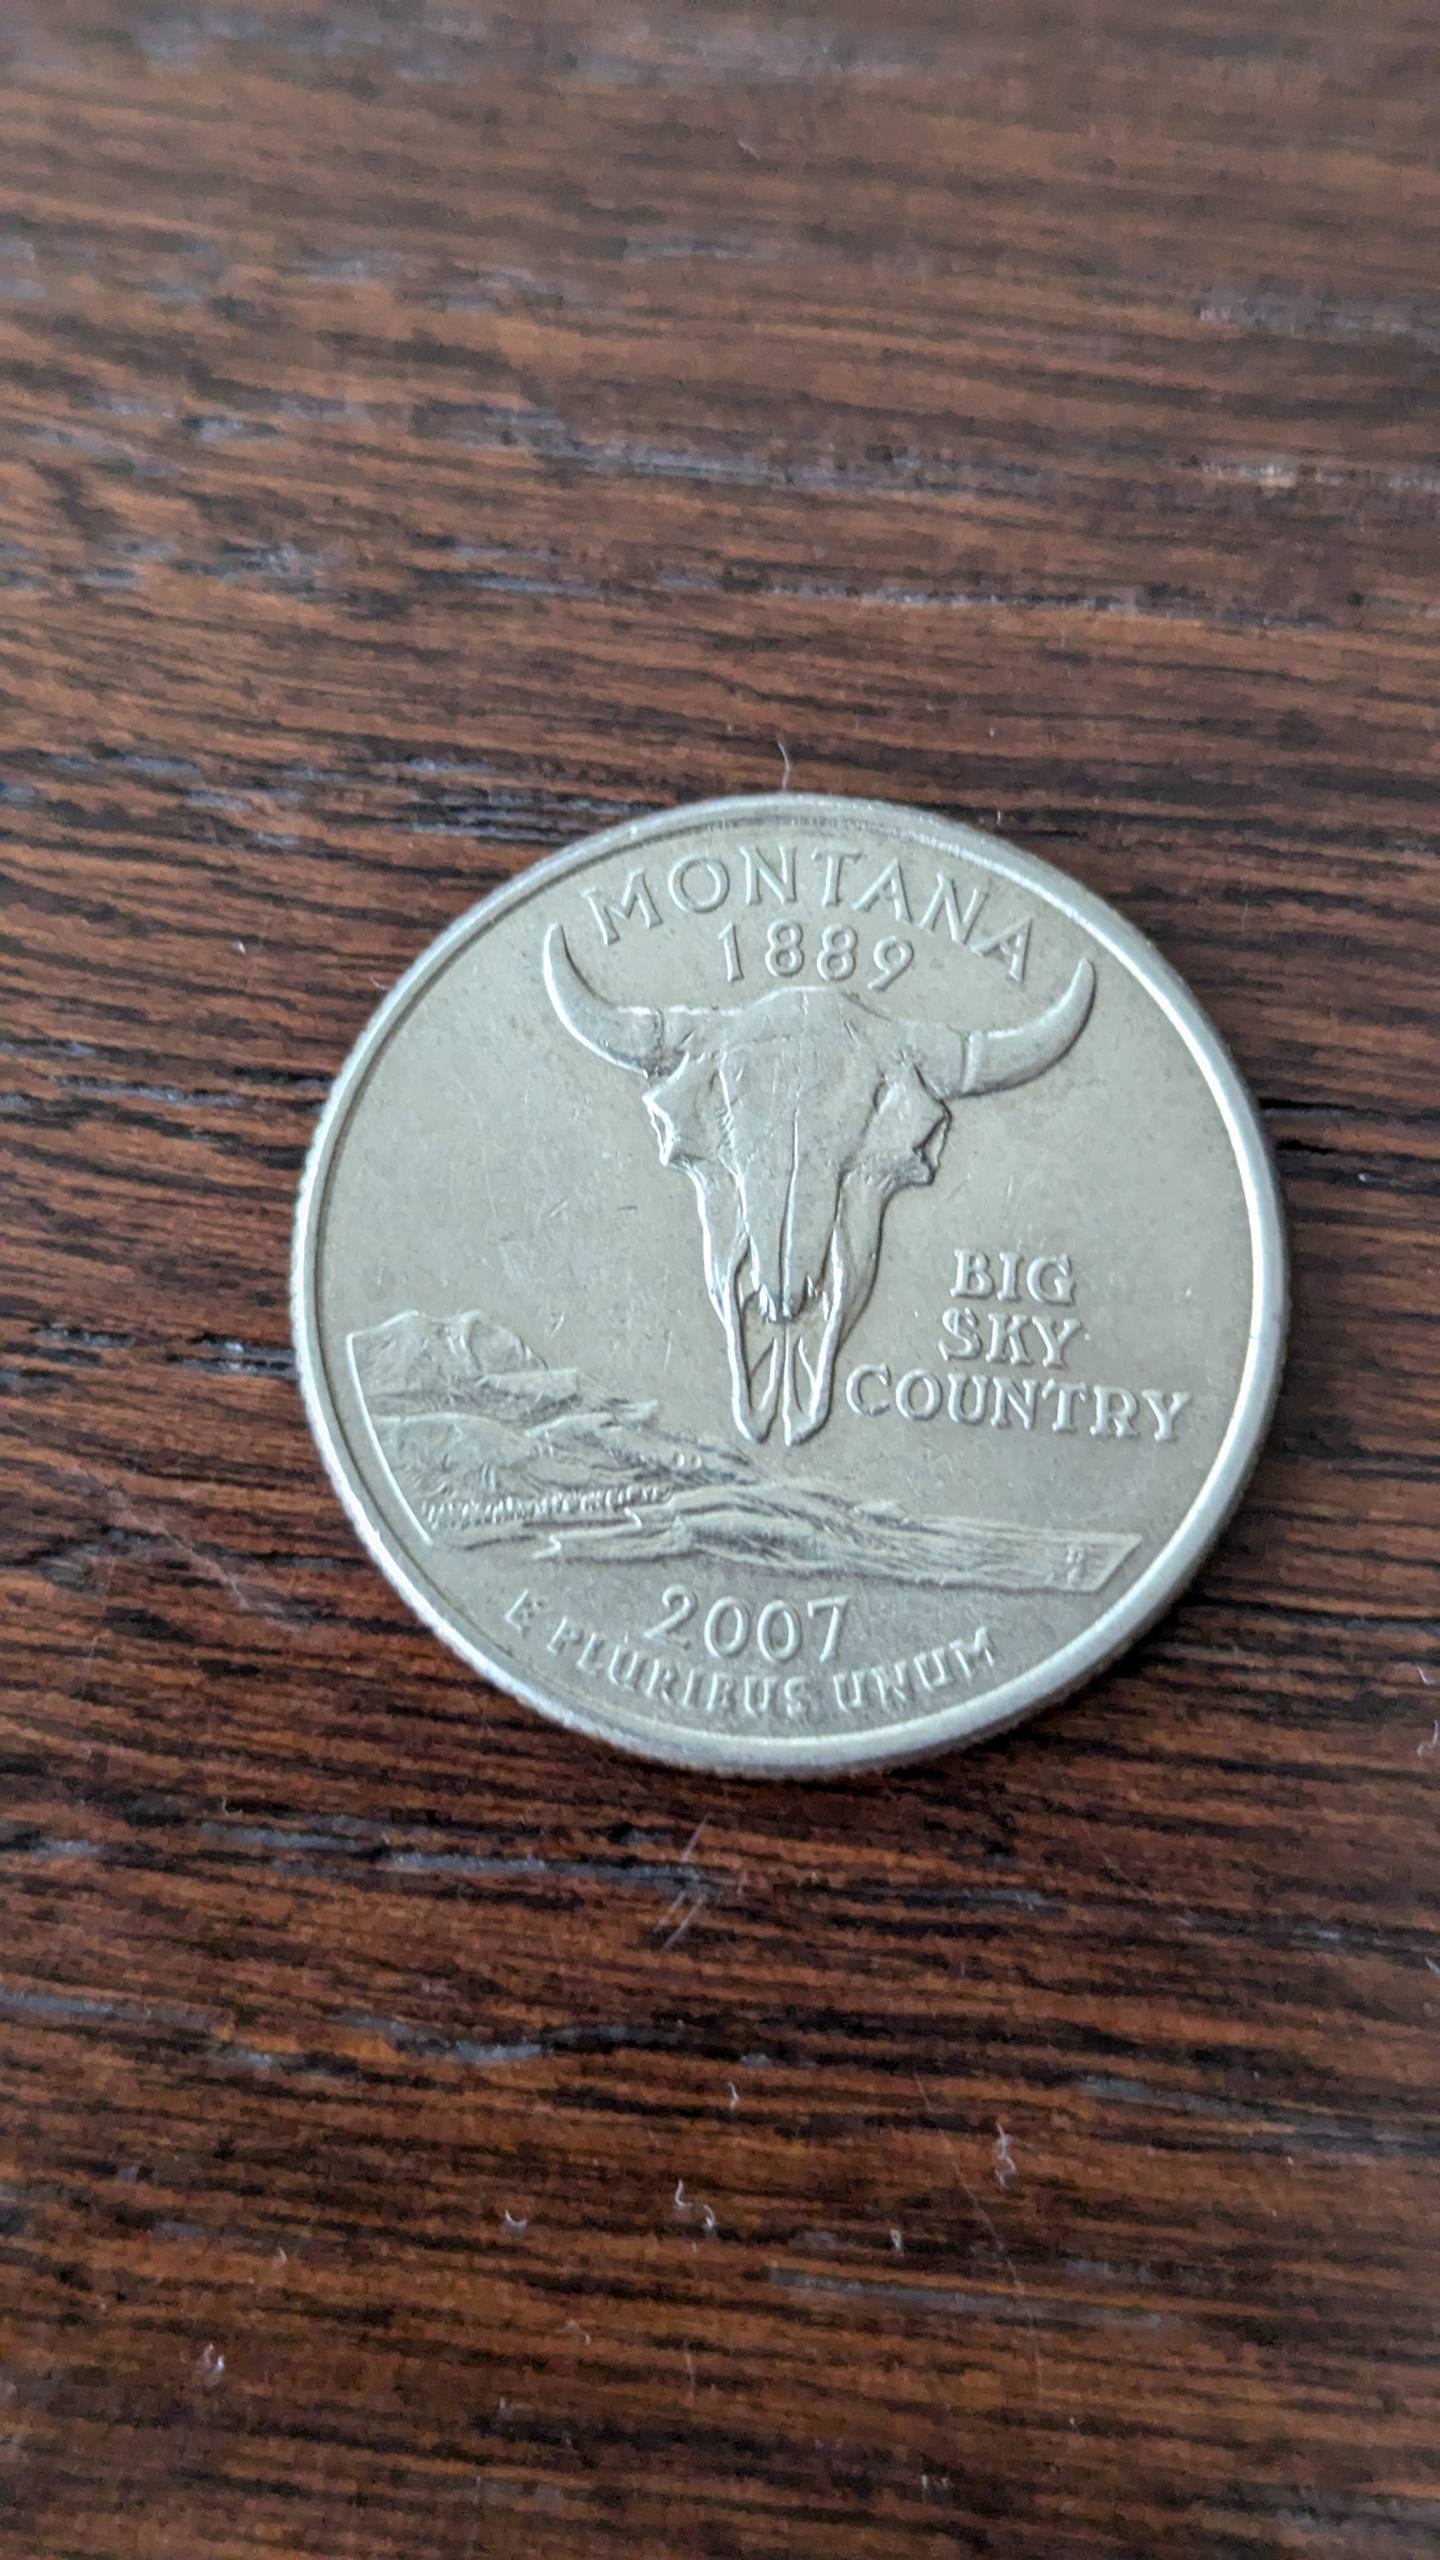 MONTANA
1889
BIG
SKY
COUNTRY
2007
E PLURIBUS UNUM